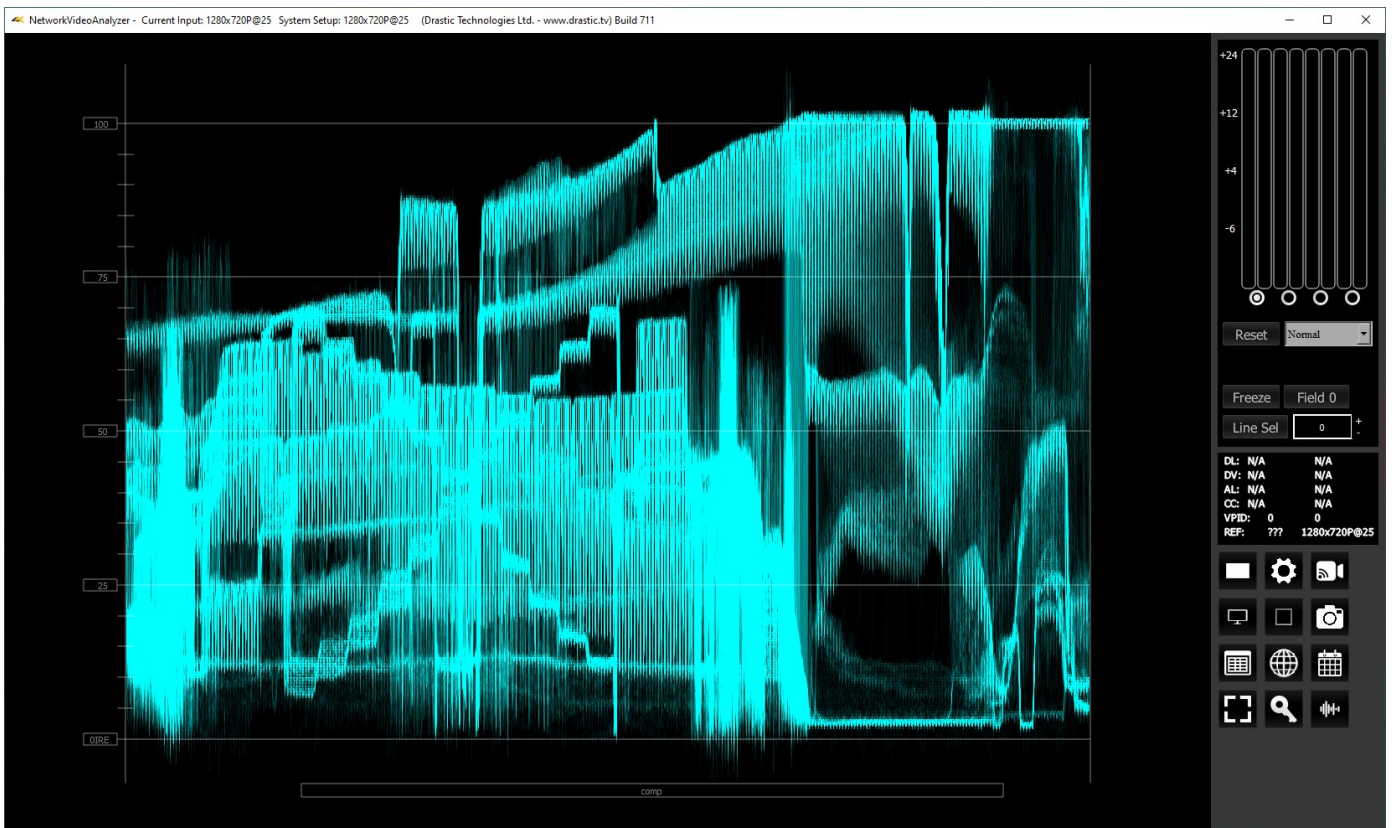 NetworkVideoAnalyzer - Current Input: 1280x720P@25 System Setup: 1280x720P@25 (Drastic Technologies Ltd. - www.drastic.tv) Build 711
100
75
50
25
0IRE
comp
+24
+12
+4
-6
Reset Normal
Freeze Field 0
Line Sel 0 + -
DL: N/A N/A
DV: N/A N/A
AL: N/A N/A
CC: N/A N/A
VPID: 0 0
REF: ??? 1280x720P@25